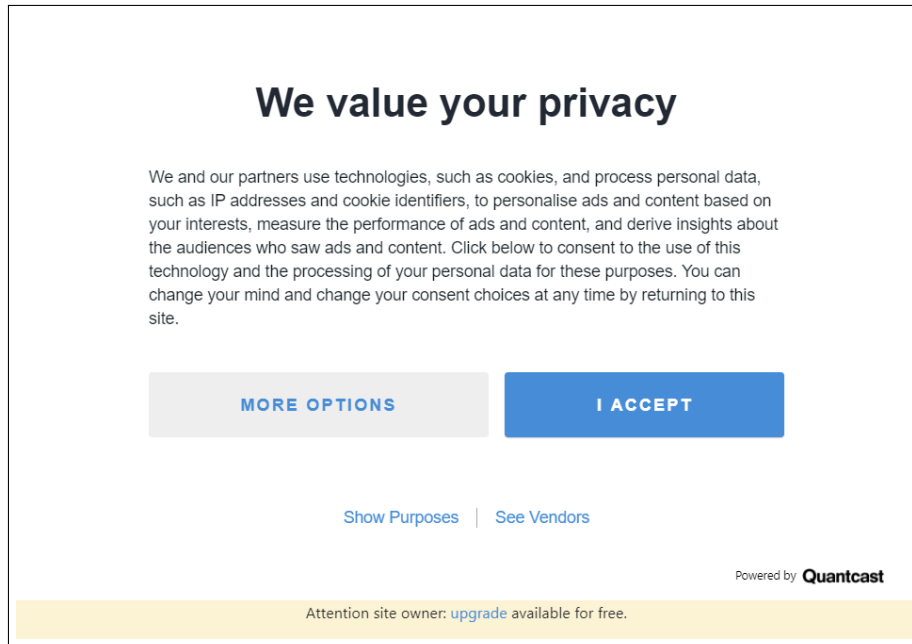 We value your privacy
We and our partners use technologies, such as cookies, and process personal data,
such as IP addresses and cookie identifiers, to personalise ads and content based on
your interests, measure the performance of ads and content, and derive insights about
the audiences who saw ads and content. Click below to consent to the use of this
technology and the processing of your personal data for these purposes. You can
change your mind and change your consent choices at any time by returning to this
site.
MORE OPTIONS
I ACCEPT
Show Purposes
See Vendors
Powered by Quantcast
Attention site owner: upgrade available for free.